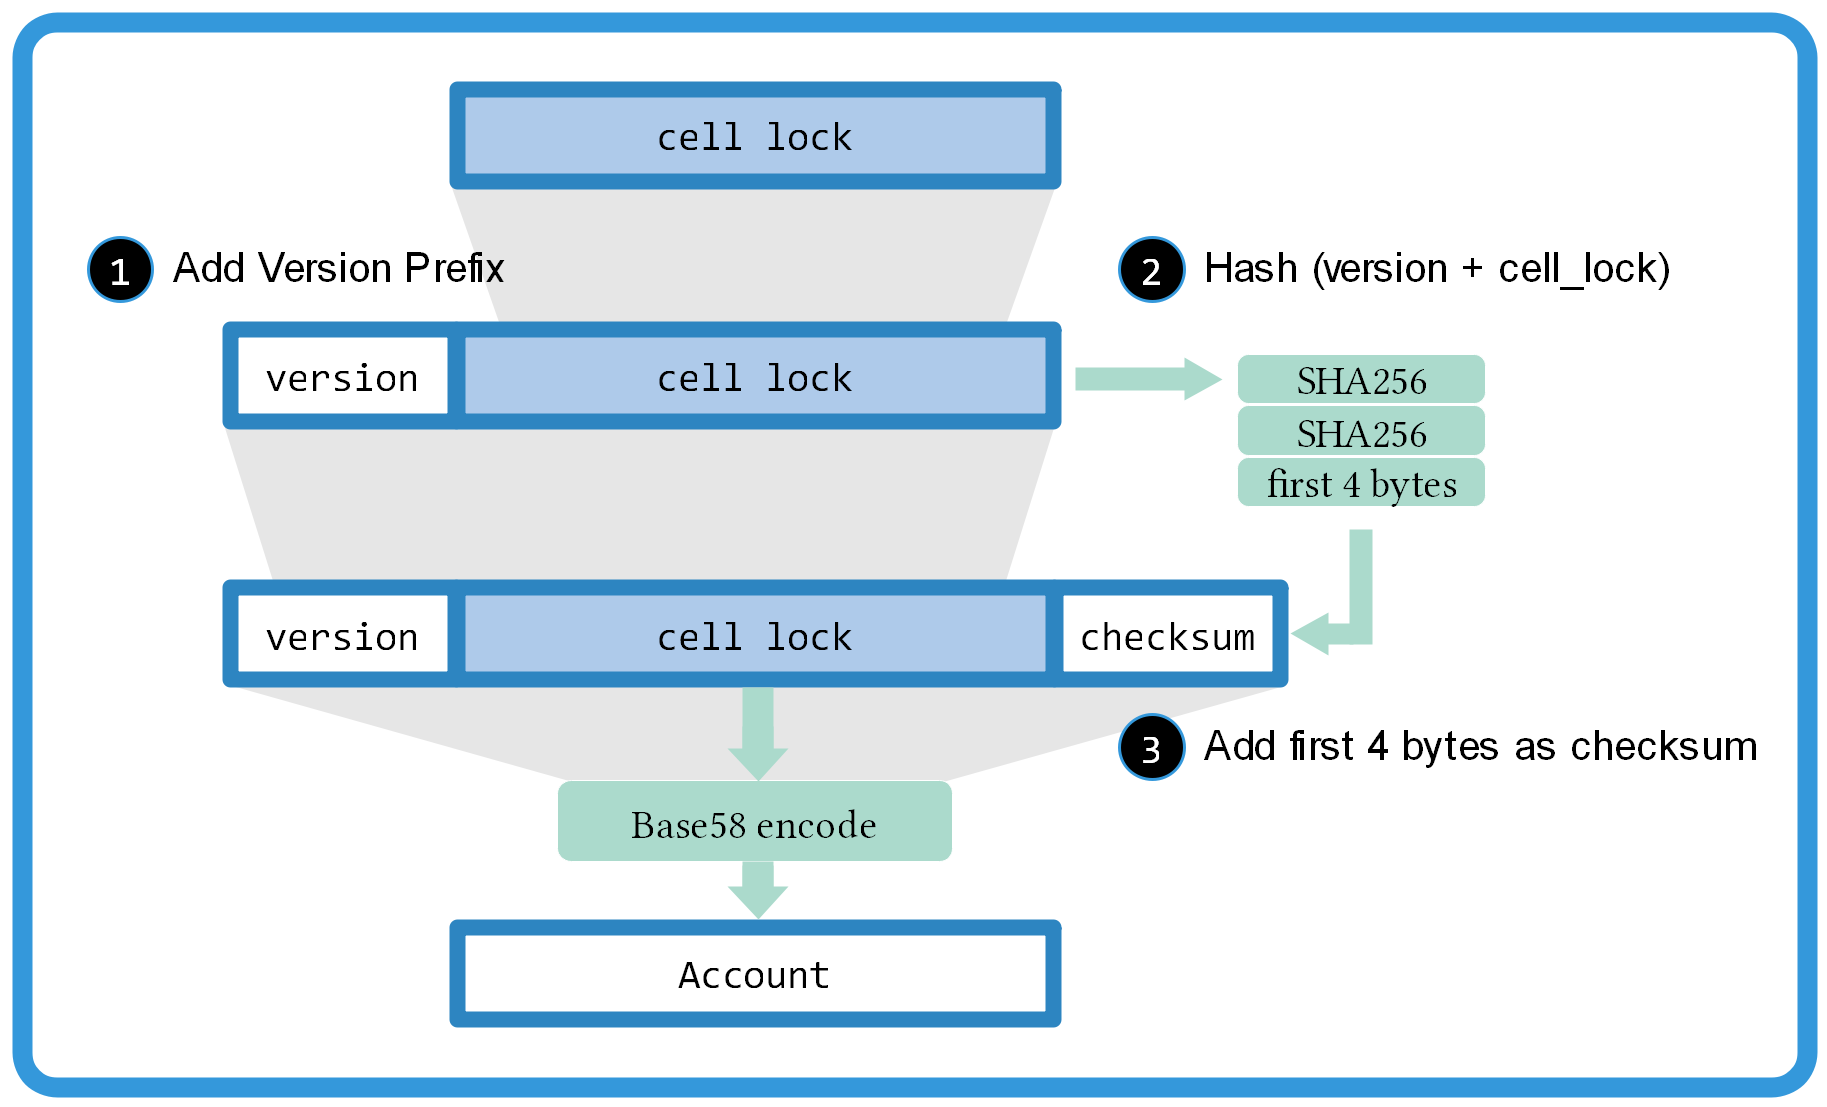 cell lock
1 Add Version Prefix
2 Hash (version + cell_lock)
version
cell lock
SHA256
SHA256
first 4 bytes
version
cell lock
checksum
3 Add first 4 bytes as checksum
Base58 encode
Account